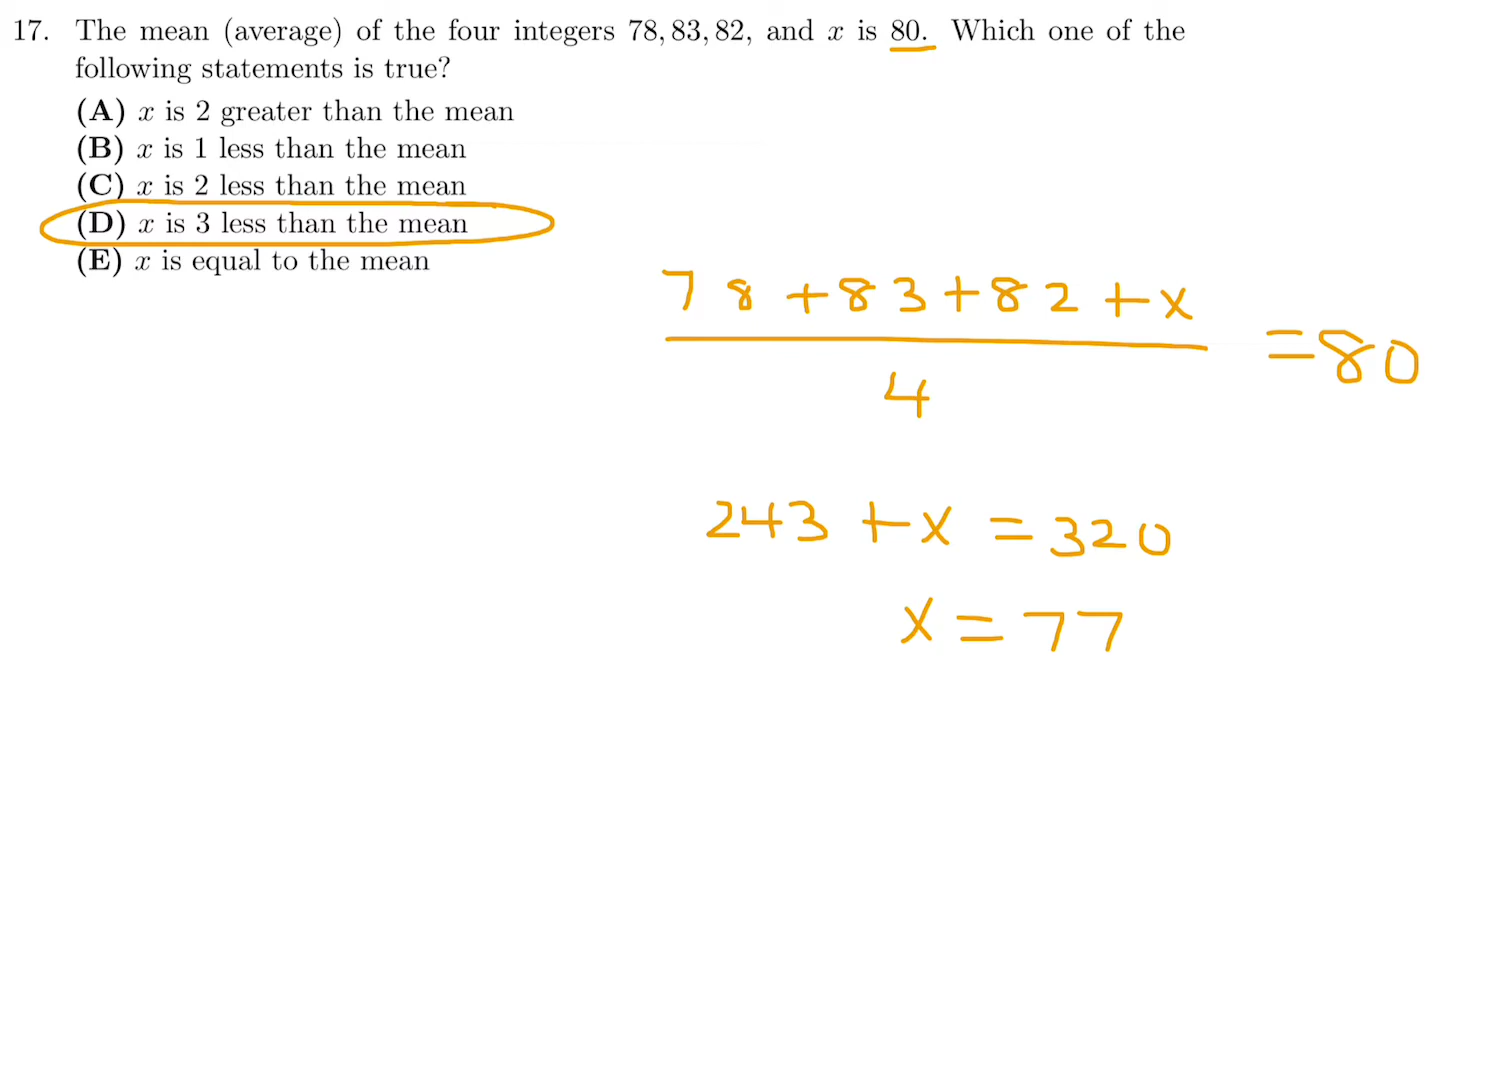 17. The mean (average) of the four integers 78, 83, 82, and x is 80. Which one of the
following statements is true?
(A) x is 2 greater than the mean
(B) x is 1 less than the mean
(C) x is 2 less than the mean
(D) x is 3 less than the mean
(E) x is equal to the mean
78+83+82+x
=80
4
243 +x = 320
x = 77